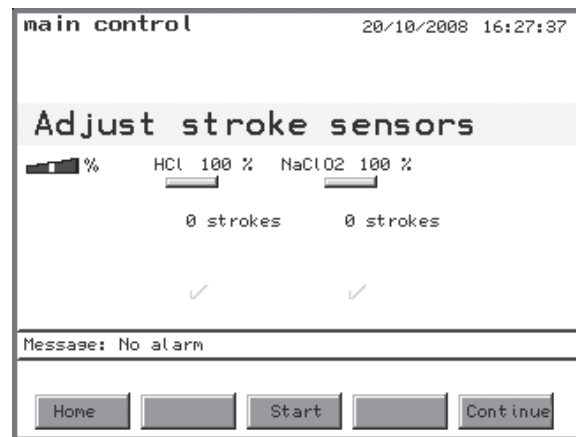 main control 20/10/2008 16:27:37
Adjust stroke sensors
% HCl 100 % NaClO2 100 %
0 strokes 0 strokes
Message: No alarm
Home Start Continue